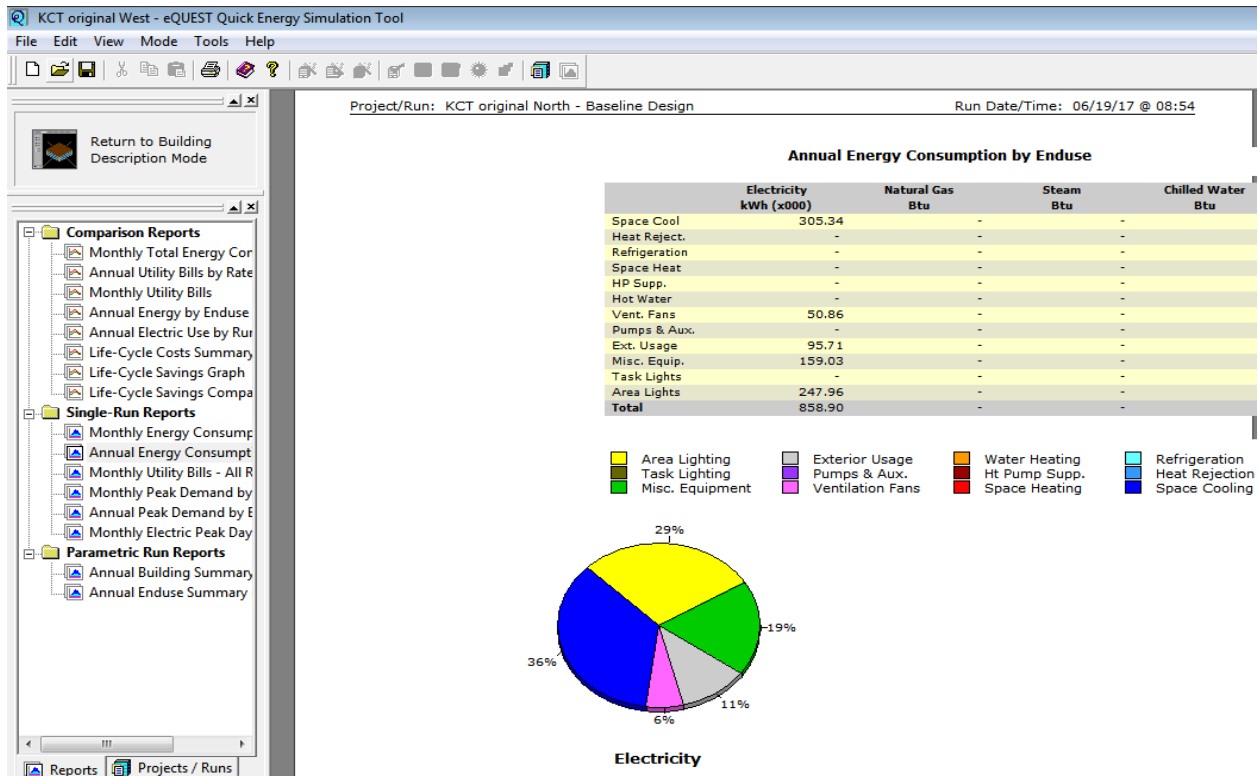 KCT original West - eQUEST Quick Energy Simulation Tool
File Edit View Mode Tools Help
Return to Building
Description Mode
Comparison Reports
Monthly Total Energy Cor
Annual Utility Bills by Rate
Monthly Utility Bills
Annual Energy by Enduse
Annual Electric Use by Rur
Life-Cycle Costs Summary
Life-Cycle Savings Graph
Life-Cycle Savings Compa
Single-Run Reports
Monthly Energy Consump
Annual Energy Consumpt
Monthly Utility Bills - All R
Monthly Peak Demand by
Annual Peak Demand by E
Monthly Electric Peak Day
Parametric Run Reports
Annual Building Summary
Annual Enduse Summary
Reports Projects / Runs
Project/Run: KCT original North - Baseline Design Run Date/Time: 06/19/17 @ 08:54
Annual Energy Consumption by Enduse
Electricity Natural Gas Steam Chilled Water
kWh (x000) Btu Btu Btu
Space Cool 305.34 - -
Heat Reject. - - -
Refrigeration - - -
Space Heat - - -
HP Supp. - - -
Hot Water - - -
Vent. Fans 50.86 - -
Pumps & Aux. - - -
Ext. Usage 95.71 - -
Misc. Equip. 159.03 - -
Task Lights - - -
Area Lights 247.96 - -
Total 858.90 - -
Area Lighting Exterior Usage Water Heating Refrigeration
Task Lighting Pumps & Aux. Ht Pump Supp. Heat Rejection
Misc. Equipment Ventilation Fans Space Heating Space Cooling
29%
19%
36%
11%
6%
Electricity